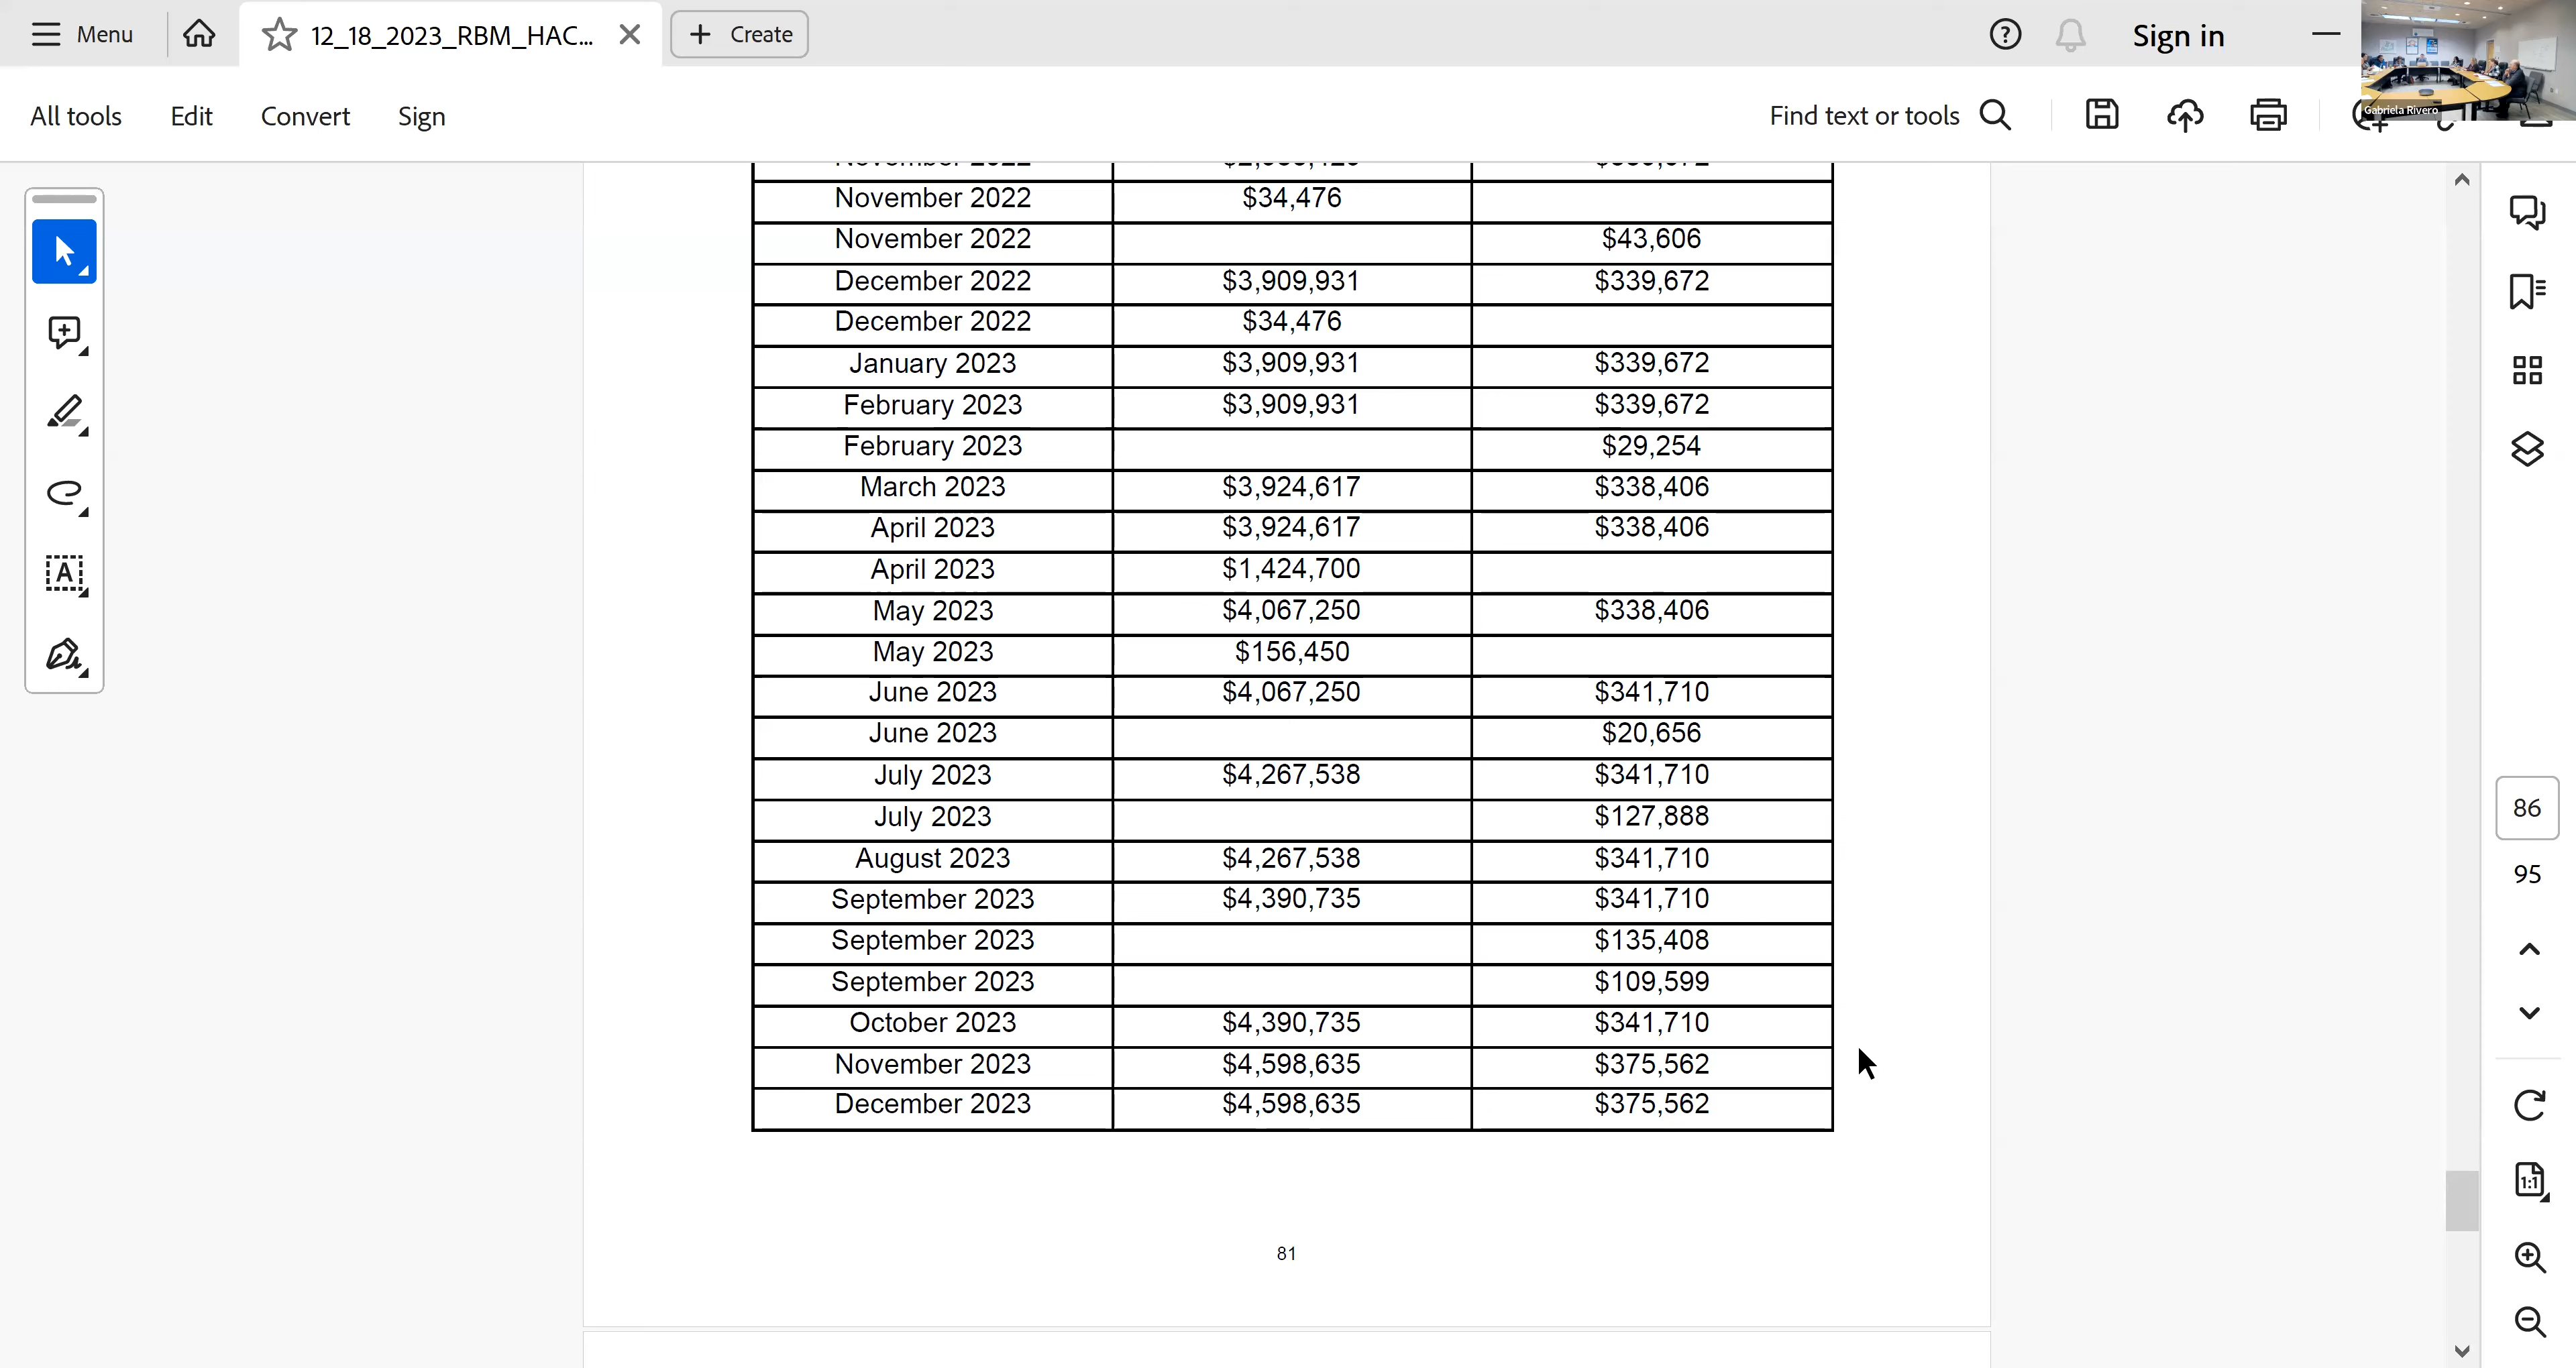 Menu 12_18_2023_RBM_HAC... Create Sign in
Gabriela Rivero
All tools Edit Convert Sign Find text or tools
November 2022 $34,476
November 2022 $43,606
December 2022 $3,909,931 $339,672
December 2022 $34,476
January 2023 $3,909,931 $339,672
February 2023 $3,909,931 $339,672
February 2023 $29,254
March 2023 $3,924,617 $338,406
April 2023 $3,924,617 $338,406
April 2023 $1,424,700
May 2023 $4,067,250 $338,406
May 2023 $156,450
June 2023 $4,067,250 $341,710
June 2023 $20,656
July 2023 $4,267,538 $341,710
July 2023 $127,888
August 2023 $4,267,538 $341,710
September 2023 $4,390,735 $341,710
September 2023 $135,408
September 2023 $109,599
October 2023 $4,390,735 $341,710
November 2023 $4,598,635 $375,562
December 2023 $4,598,635 $375,562
81
86
95
1:1